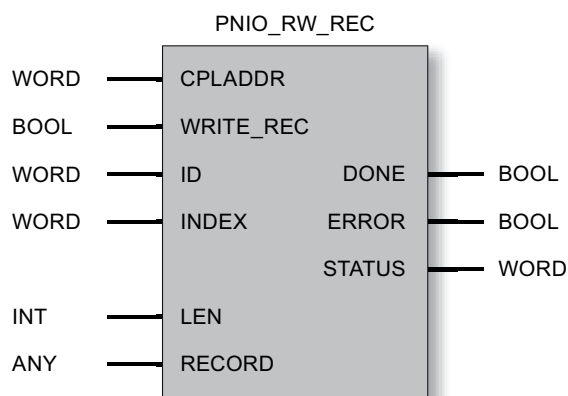 PNIO_RW_REC
WORD CPLADDR
BOOL WRITE_REC
WORD ID DONE BOOL
WORD INDEX ERROR BOOL
STATUS WORD
INT LEN
ANY RECORD